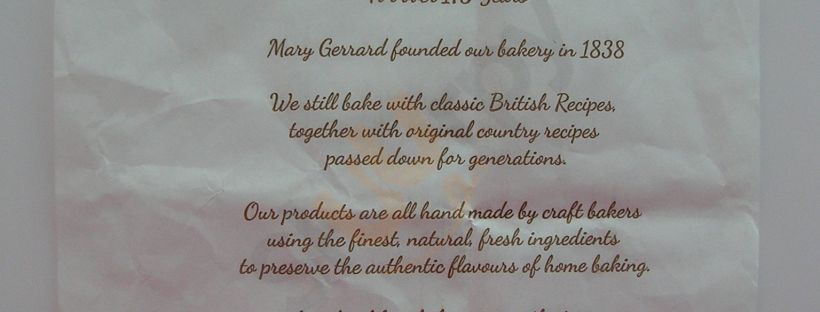 Mary Gerrard founded our bakery in 1838
We still bake with classic British Recipes,
together with original country recipes
passed down for generations.
Our products are all hand made by craft bakers
using the finest, natural, fresh ingredients
to preserve the authentic flavours of home baking.